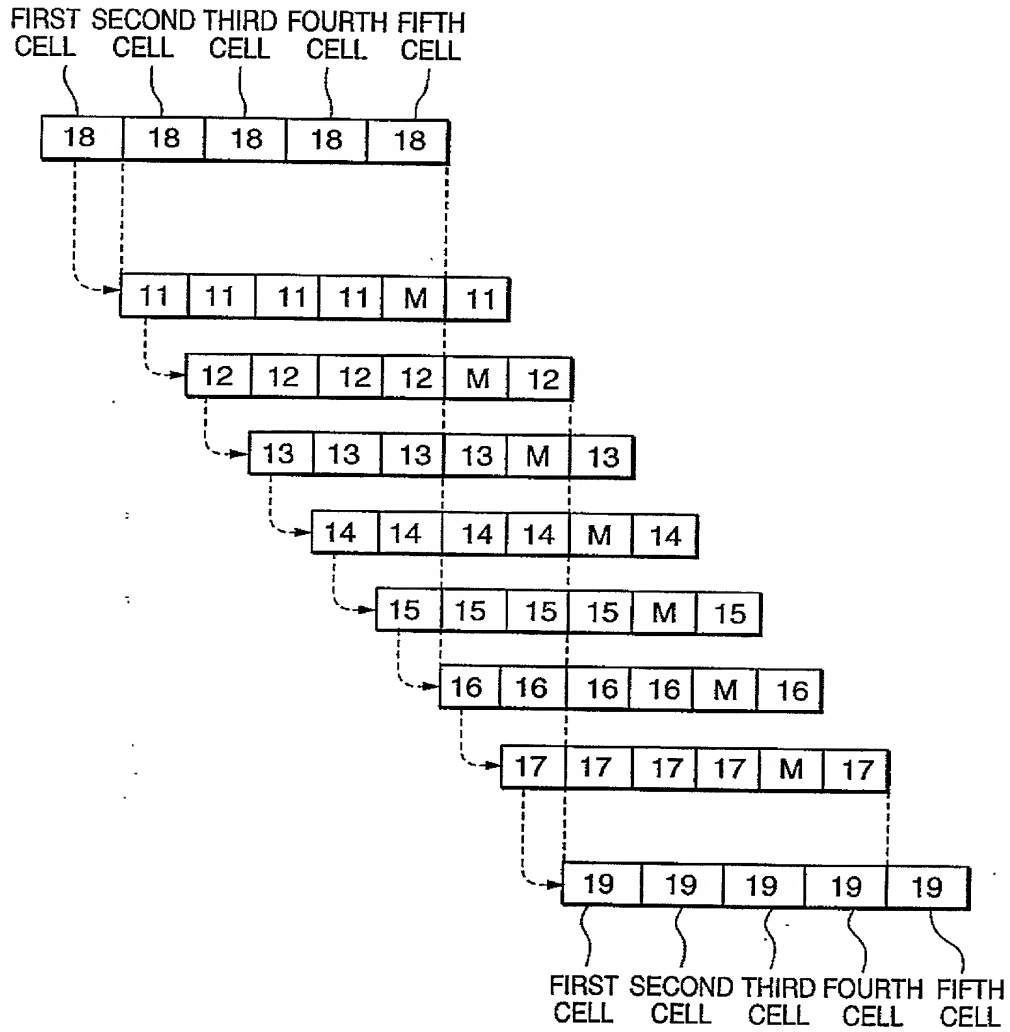 FIRST SECOND THIRD FOURTH FIFTH
CELL CELL CELL CELL CELL
18 18 18 18 18
11 11 11 11 M 11
12 12 12 12 M 12
13 13 13 13 M 13
14 14 14 14 M 14
15 15 15 15 M 15
16 16 16 16 M 16
17 17 17 17 M 17
19 19 19 19 19
FIRST SECOND THIRD FOURTH FIFTH
CELL CELL CELL CELL CELL